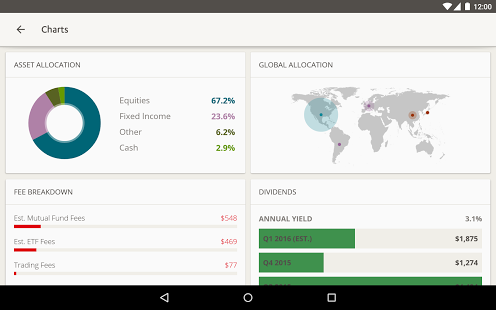 12:00
Charts
ASSET ALLOCATION
Equities 67.2%
Fixed Income 23.6%
Other 6.2%
Cash 2.9%
GLOBAL ALLOCATION
FEE BREAKDOWN
Est. Mutual Fund Fees $548
Est. ETF Fees $469
Trading Fees $77
DIVIDENDS
ANNUAL YIELD 3.1%
Q1 2016 (EST.) $1,875
Q4 2015 $1,274